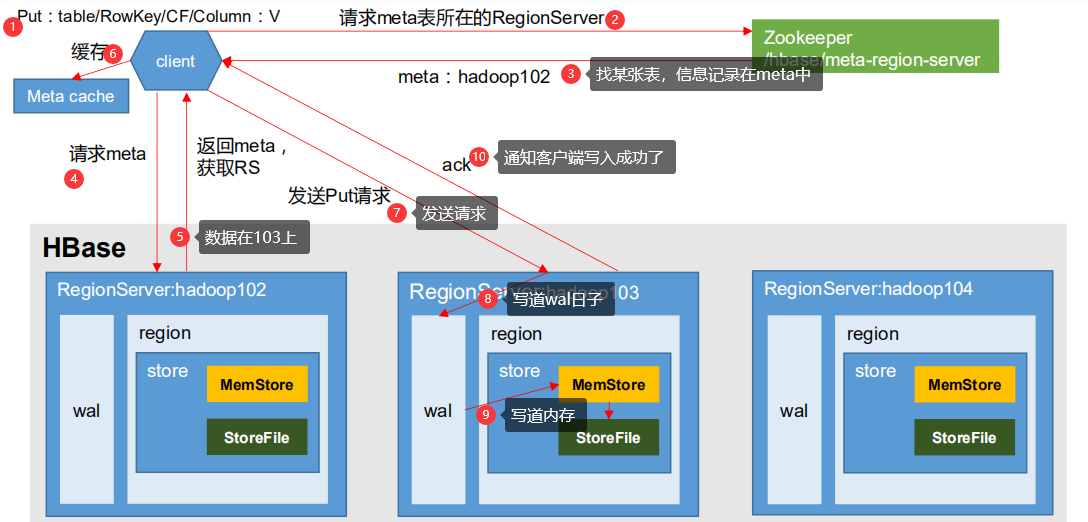 1
Put：table/RowKey/CF/Column：V
请求meta表所在的RegionServer
2
Zookeeper
/hbase/meta-region-server
缓存
6
client
meta：hadoop102
3
找某张表，信息记录在meta中
Meta cache
请求meta
4
返回meta，
获取RS
ack
10
通知客户端写入成功了
发送Put请求
7
发送请求
5
数据在103上
HBase
RegionServer:hadoop102
wal
region
store
MemStore
StoreFile
RegionServer:hadoop103
8
写道wal日子
wal
region
store
MemStore
9
写道内存
StoreFile
RegionServer:hadoop104
wal
region
store
MemStore
StoreFile